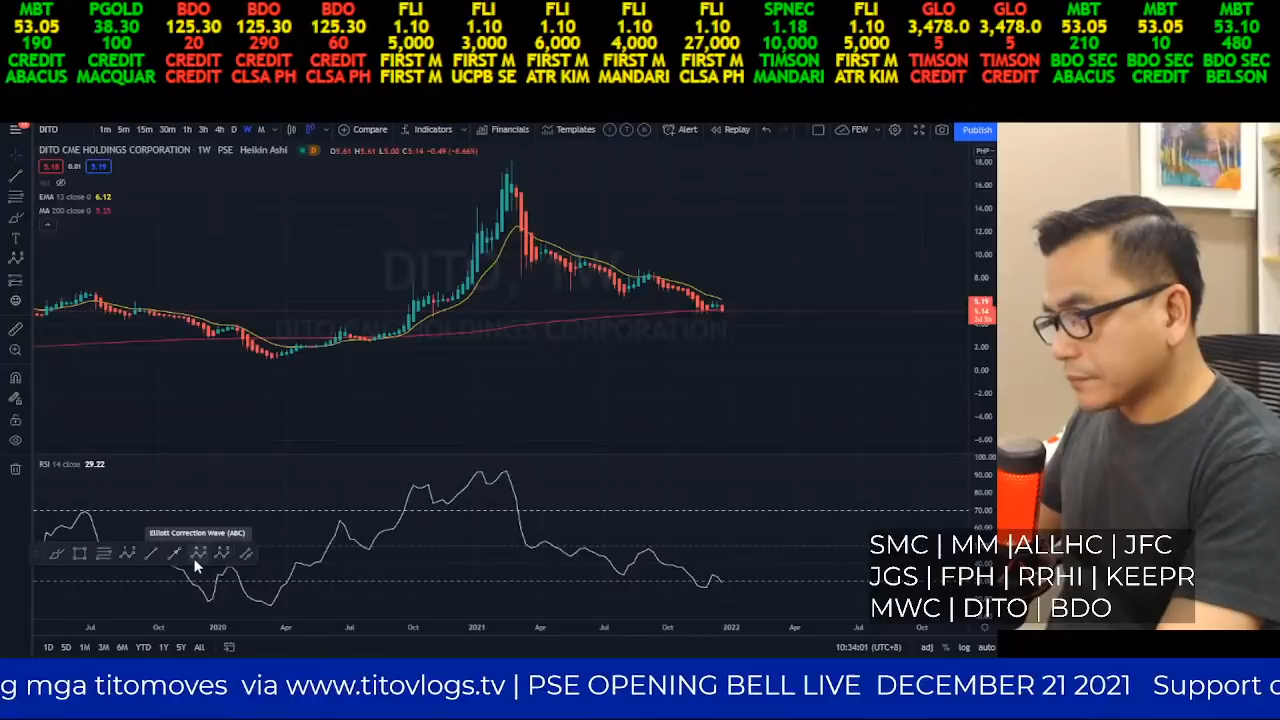 MBT PGOLD BDO BDO BDO FLI FLI FLI FLI FLI SPNEC FLI GLO GLO MBT MBT MBT
53.05 38.30 125.30 125.30 125.30 1.10 1.10 1.10 1.10 1.10 1.18 1.10 3,478.0 3,478.0 53.05 53.05 53.10
190 100 20 290 60 5,000 3,000 6,000 4,000 27,000 10,000 5,000 5 5 210 10 480
CREDIT CREDIT CREDIT CREDIT CREDIT FIRST M FIRST M FIRST M FIRST M FIRST M TIMSON FIRST M TIMSON TIMSON BDO SEC BDO SEC BDO SEC
ABACUS MACQUAR CREDIT CLSA PH CLSA PH FIRST M UCPB SE ATR KIM MANDARI CLSA PH MANDARI ATR KIM CREDIT CREDIT ABACUS CREDIT BELSON
DITO 1m 5m 15m 30m 1h 3h 4h D W M Compare Indicators Financials Templates I T M Alert Replay FEW Publish
DITO CME HOLDINGS CORPORATION · 1W · PSE Heikin Ashi D O5.61 H5.61 L5.00 C5.14 -0.49 (-8.66%) PHP
5.18 0.01 5.19
Vol
EMA 13 close 0 6.12
MA 200 close 0 5.25
DITO, 1W
DITO CME HOLDINGS CORPORATION
18.00
16.00
14.00
12.00
10.00
8.00
5.19
5.14
2d 5h
4.00
2.00
0.00
-2.00
-4.00
-6.00
RSI 14 close 29.22
100.00
90.00
80.00
70.00
60.00
Elliott Correction Wave (ABC)
SMC | MM |ALLHC | JFC
JGS | FPH | RRHI | KEEPR
MWC | DITO | BDO
Jul Oct 2020 Apr Jul Oct 2021 Apr Jul Oct 2022 Apr Jul Oct
1D 5D 1M 3M 6M YTD 1Y 5Y All 10:34:01 (UTC+8) adj % log auto
g mga titomoves via www.titovlogs.tv | PSE OPENING BELL LIVE DECEMBER 21 2021 Support c